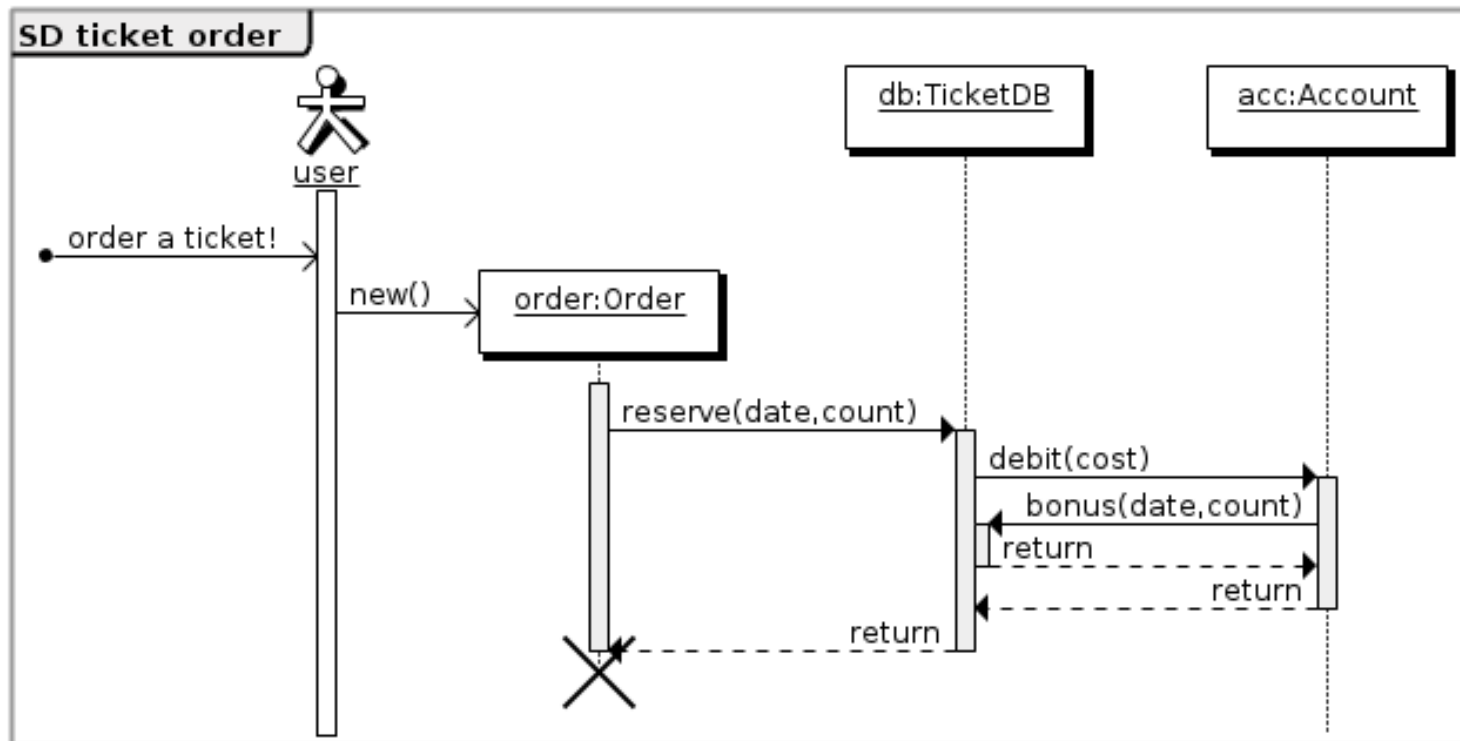 SD ticket order
db:TicketDB
acc:Account
user
order a ticket!
new()
order:Order
reserve(date,count)
debit(cost)
bonus(date,count)
return
return
return